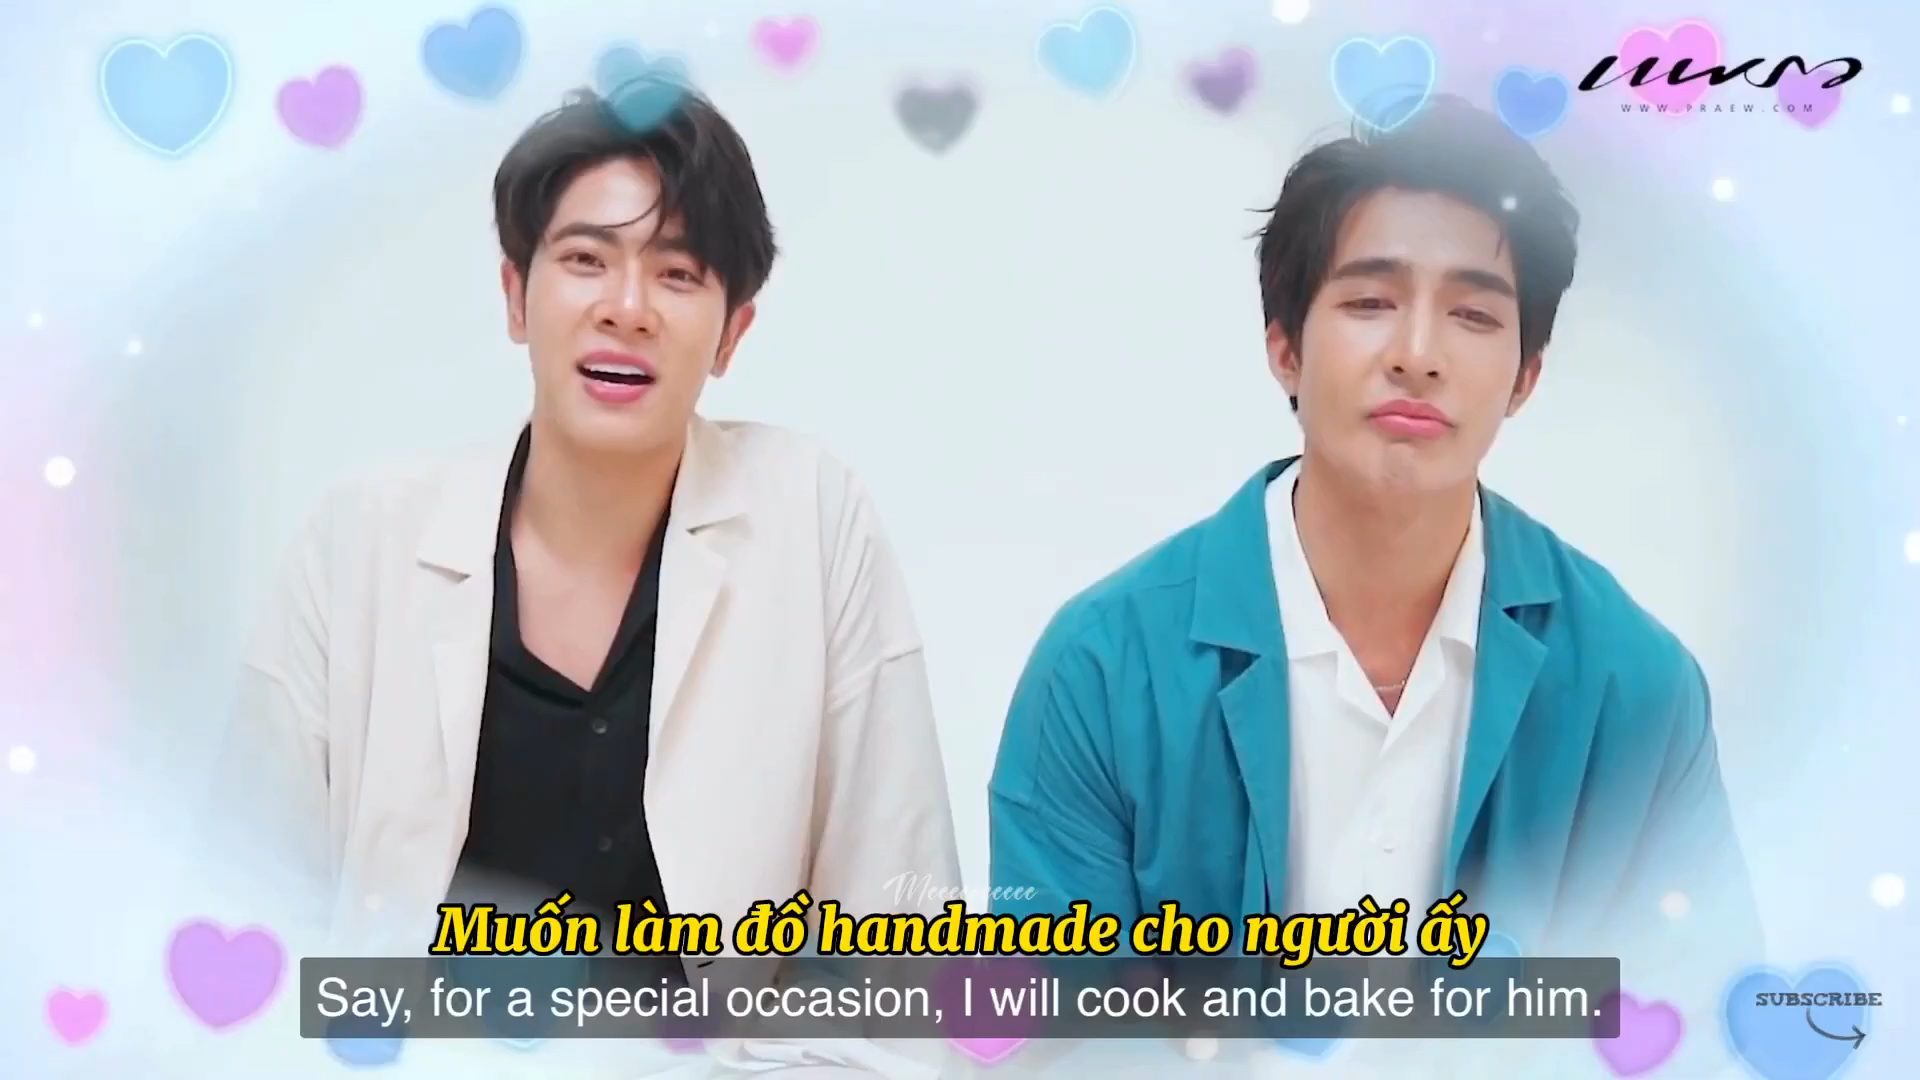 แพรว
WWW.PRAEW.COM
Meeeeeeeeee
Muốn làm đồ handmade cho người ấy
Say, for a special occasion, I will cook and bake for him.
SUBSCRIBE